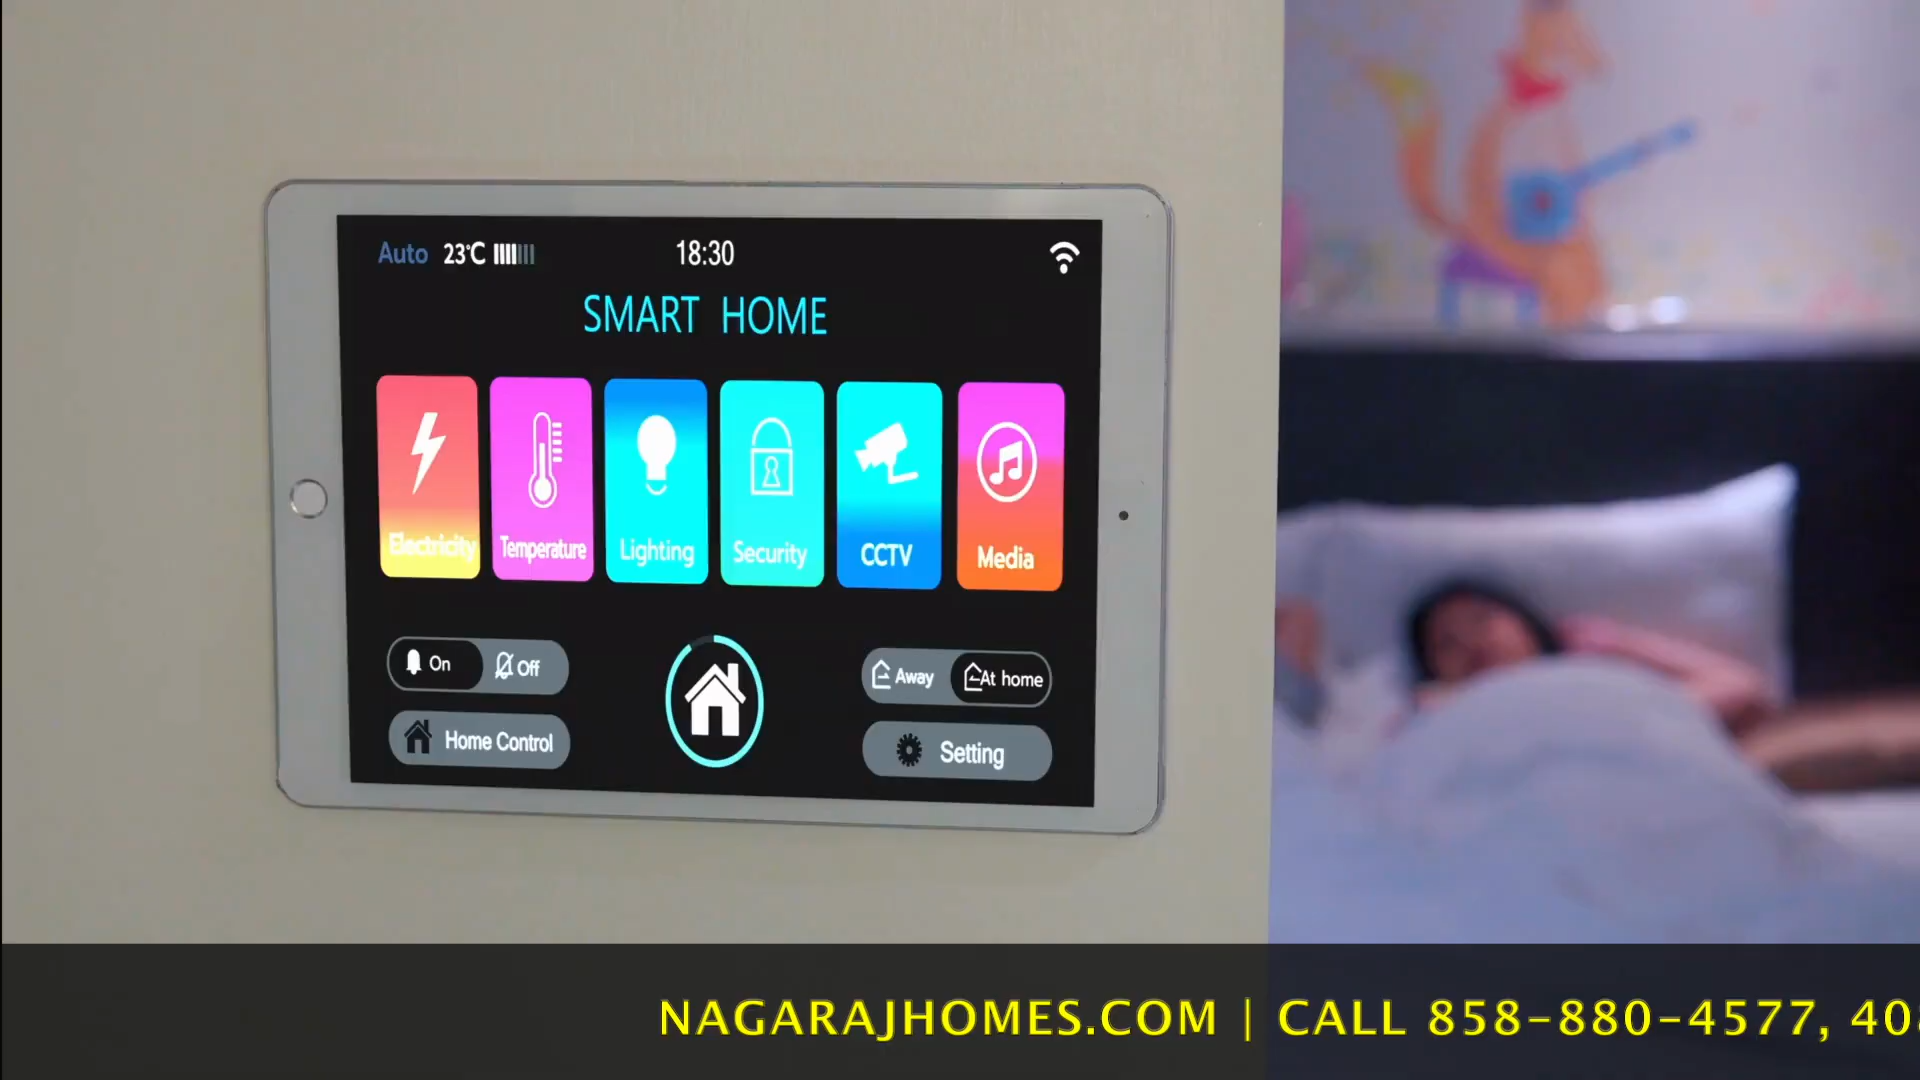 Auto 23°C 18:30
SMART HOME
Electricity Temperature Lighting Security CCTV Media
On Off Away At home
Home Control Setting
NAGARAJHOMES.COM | CALL 858-880-4577, 40